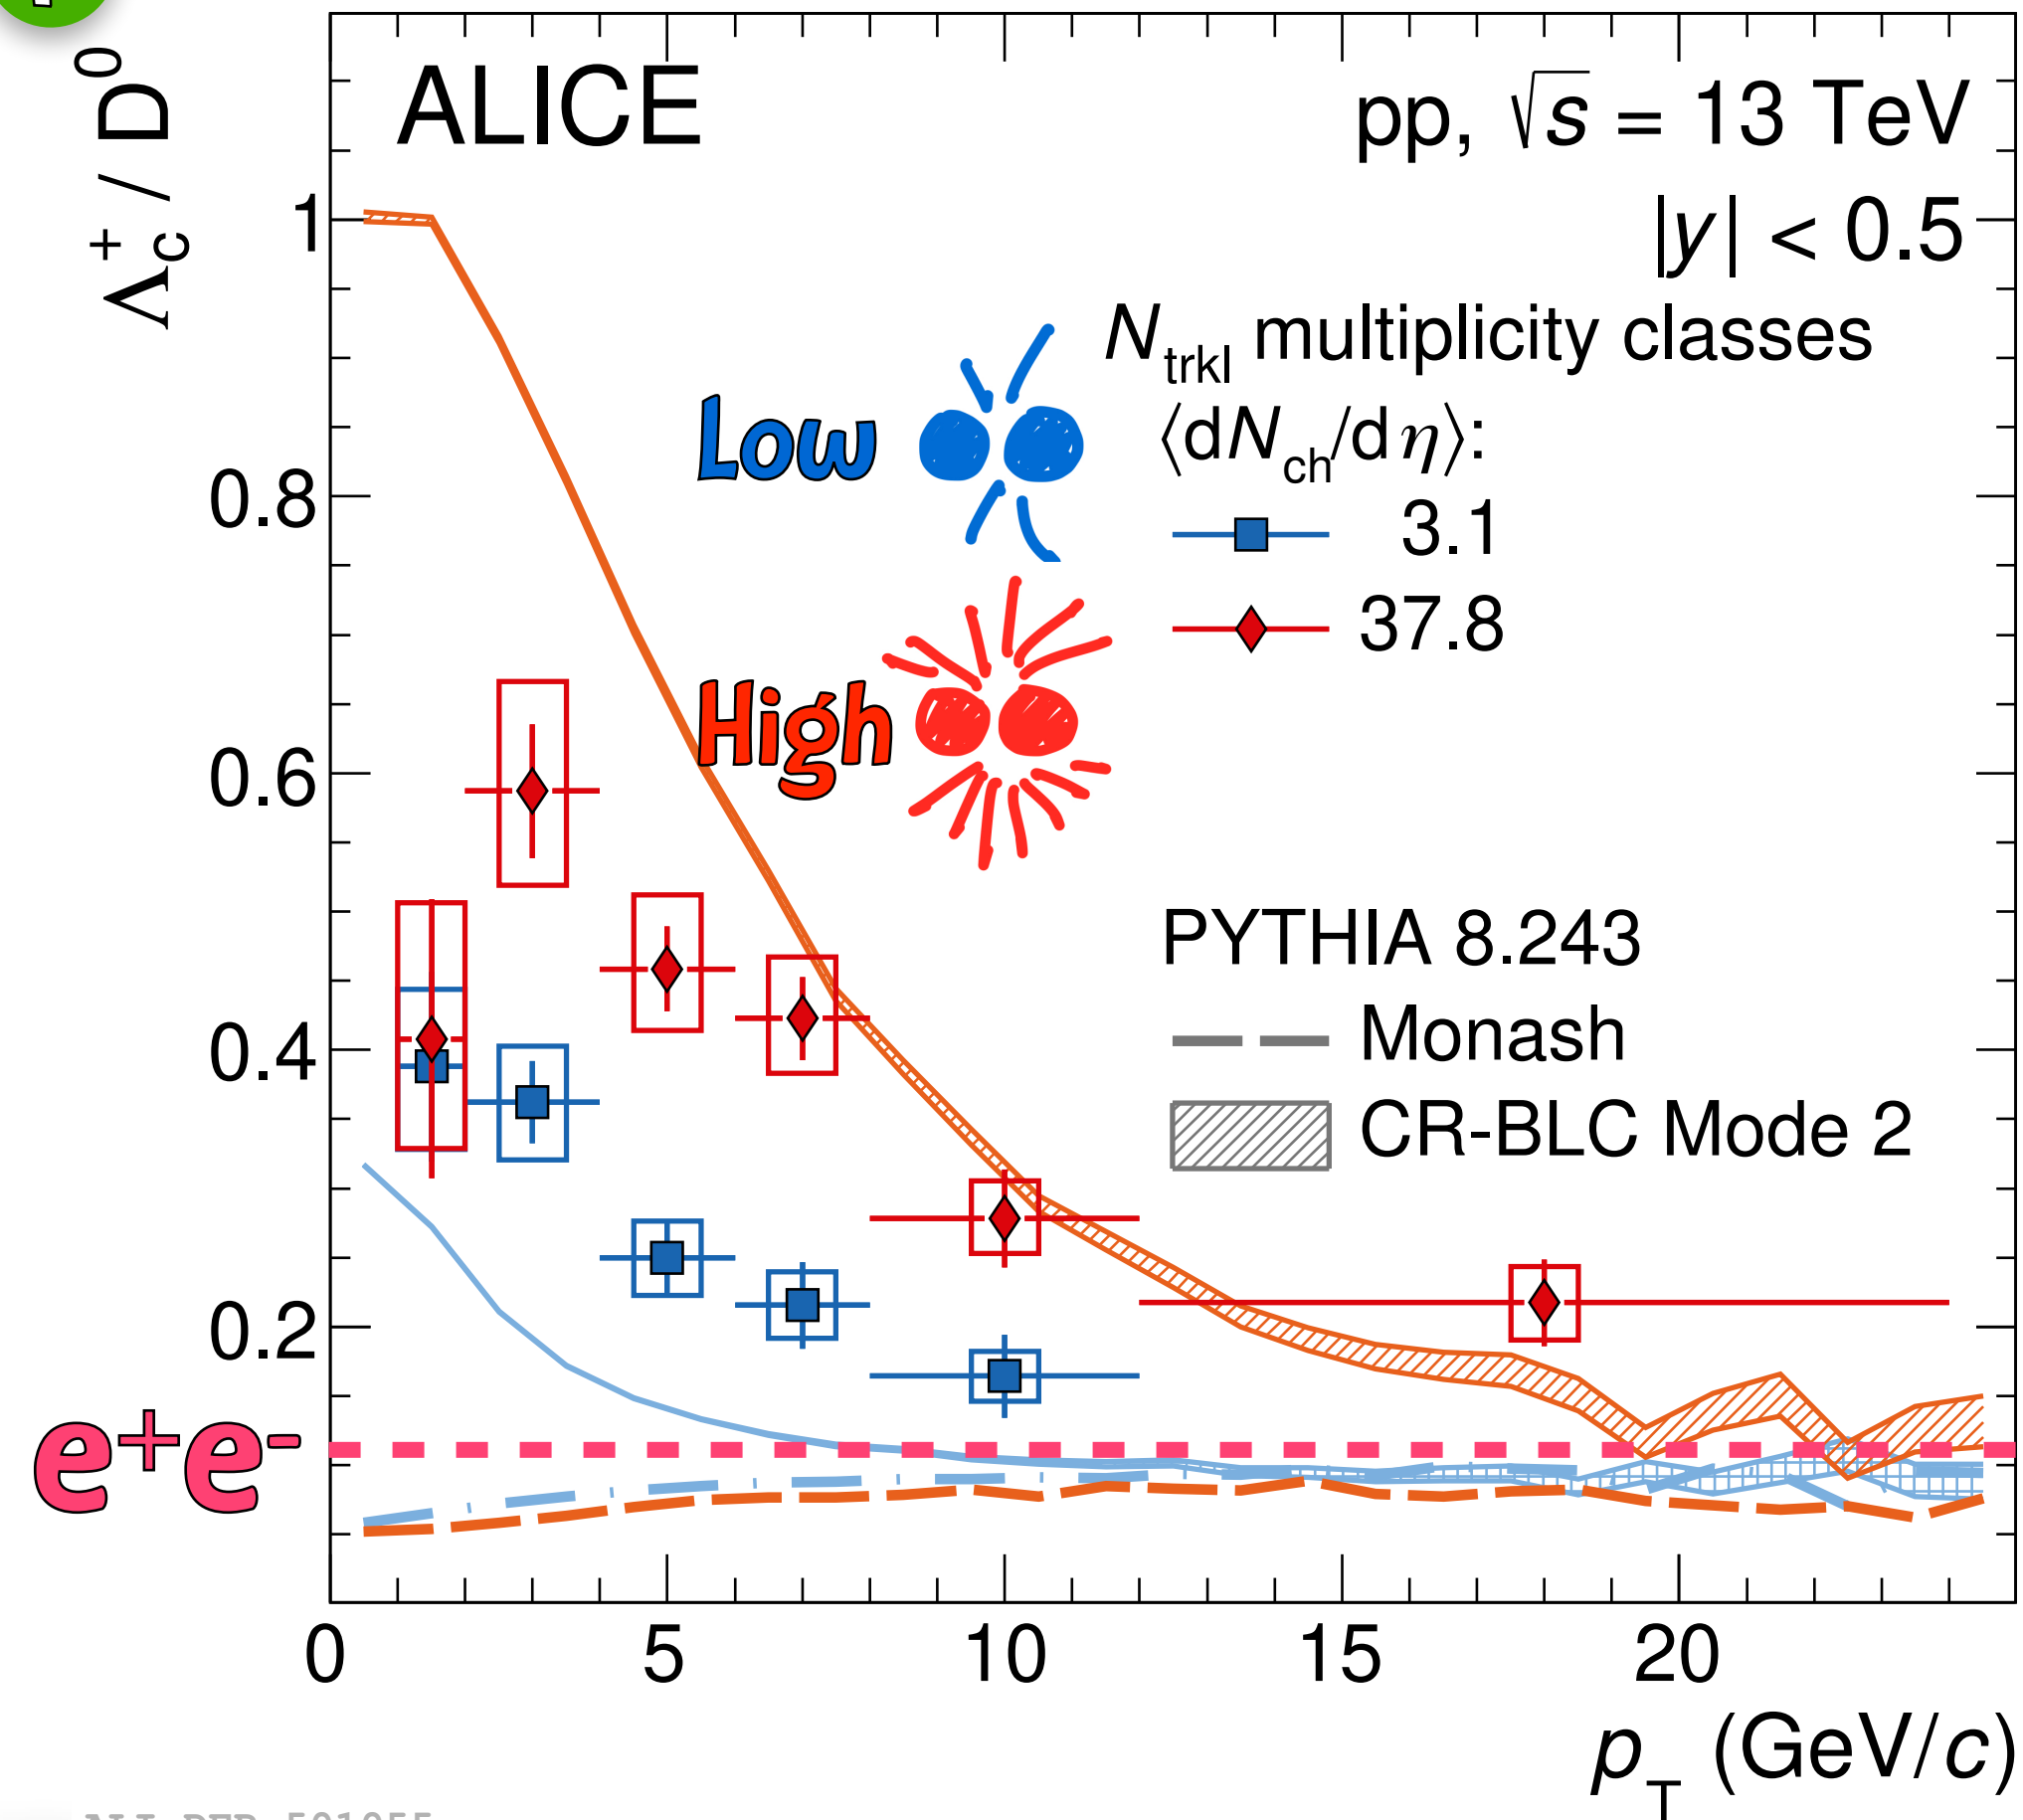 Λc+ / D0
ALICE
pp, √s = 13 TeV
|y| < 0.5
Ntrkl multiplicity classes
⟨dNch/dη⟩:
Low
3.1
High
37.8
PYTHIA 8.243
Monash
CR-BLC Mode 2
1
0.8
0.6
0.4
0.2
e+e-
0 5 10 15 20
pT (GeV/c)